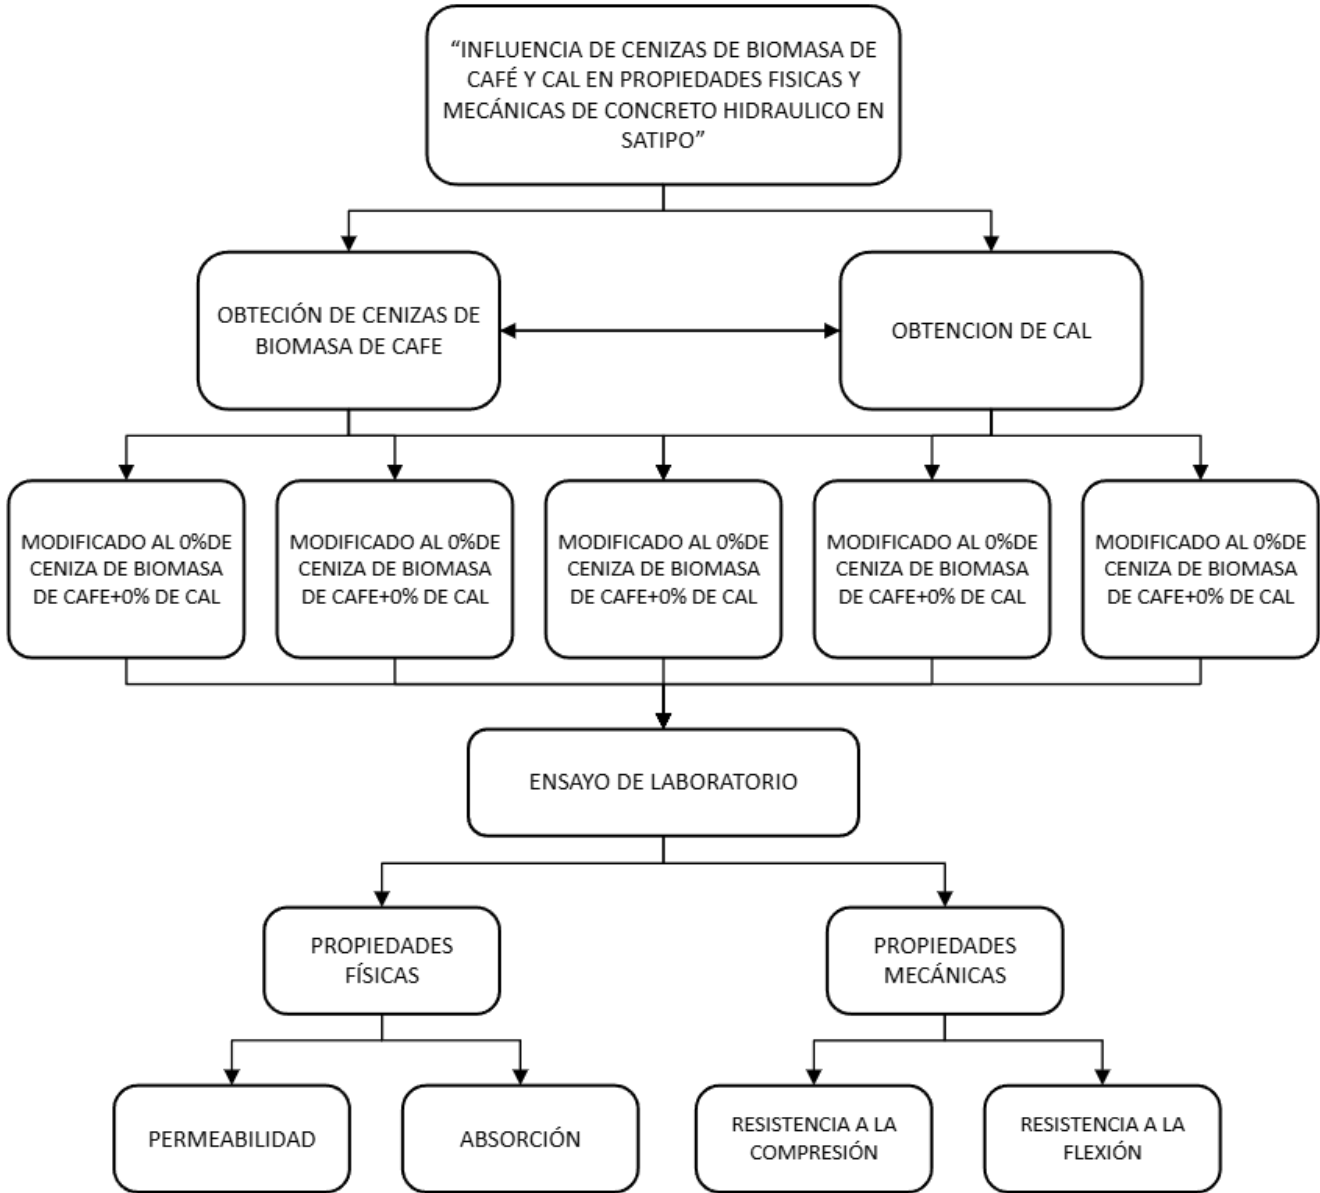 “INFLUENCIA DE CENIZAS DE BIOMASA DE
CAFÉ Y CAL EN PROPIEDADES FISICAS Y
MECÁNICAS DE CONCRETO HIDRAULICO EN
SATIPO”
OBTECIÓN DE CENIZAS DE
BIOMASA DE CAFE
OBTENCION DE CAL
MODIFICADO AL 0%DE
CENIZA DE BIOMASA
DE CAFE+0% DE CAL
MODIFICADO AL 0%DE
CENIZA DE BIOMASA
DE CAFE+0% DE CAL
MODIFICADO AL 0%DE
CENIZA DE BIOMASA
DE CAFE+0% DE CAL
MODIFICADO AL 0%DE
CENIZA DE BIOMASA
DE CAFE+0% DE CAL
MODIFICADO AL 0%DE
CENIZA DE BIOMASA
DE CAFE+0% DE CAL
ENSAYO DE LABORATORIO
PROPIEDADES
FÍSICAS
PROPIEDADES
MECÁNICAS
PERMEABILIDAD
ABSORCIÓN
RESISTENCIA A LA
COMPRESIÓN
RESISTENCIA A LA
FLEXIÓN